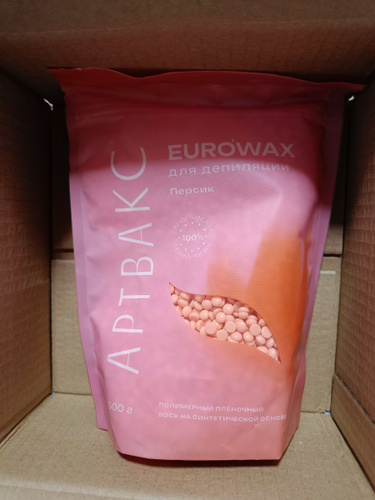 АРТВАКС
EUROWAX
для депиляции
Персик
100%
ПОЛИМЕРНЫЙ ПЛЁНОЧНЫЙ
ВОСК НА СИНТЕТИЧЕСКОЙ ОСНОВЕ